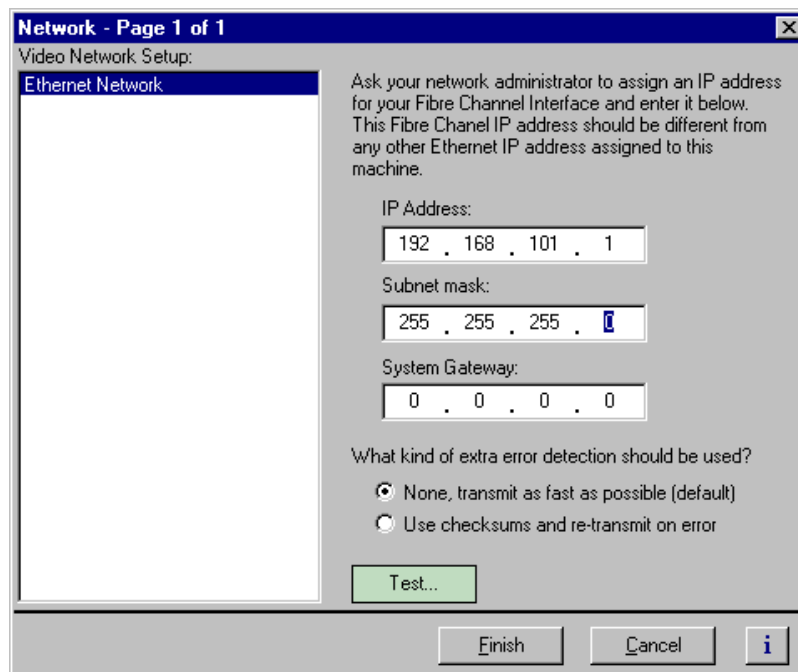 Network - Page 1 of 1
Video Network Setup:
Ethernet Network
Ask your network administrator to assign an IP address
for your Fibre Channel Interface and enter it below.
This Fibre Chanel IP address should be different from
any other Ethernet IP address assigned to this
machine.
IP Address:
192 . 168 . 101 . 1
Subnet mask:
255 . 255 . 255 . 0
System Gateway:
0 . 0 . 0 . 0
What kind of extra error detection should be used?
None, transmit as fast as possible (default)
Use checksums and re-transmit on error
Test...
Finish
Cancel
i